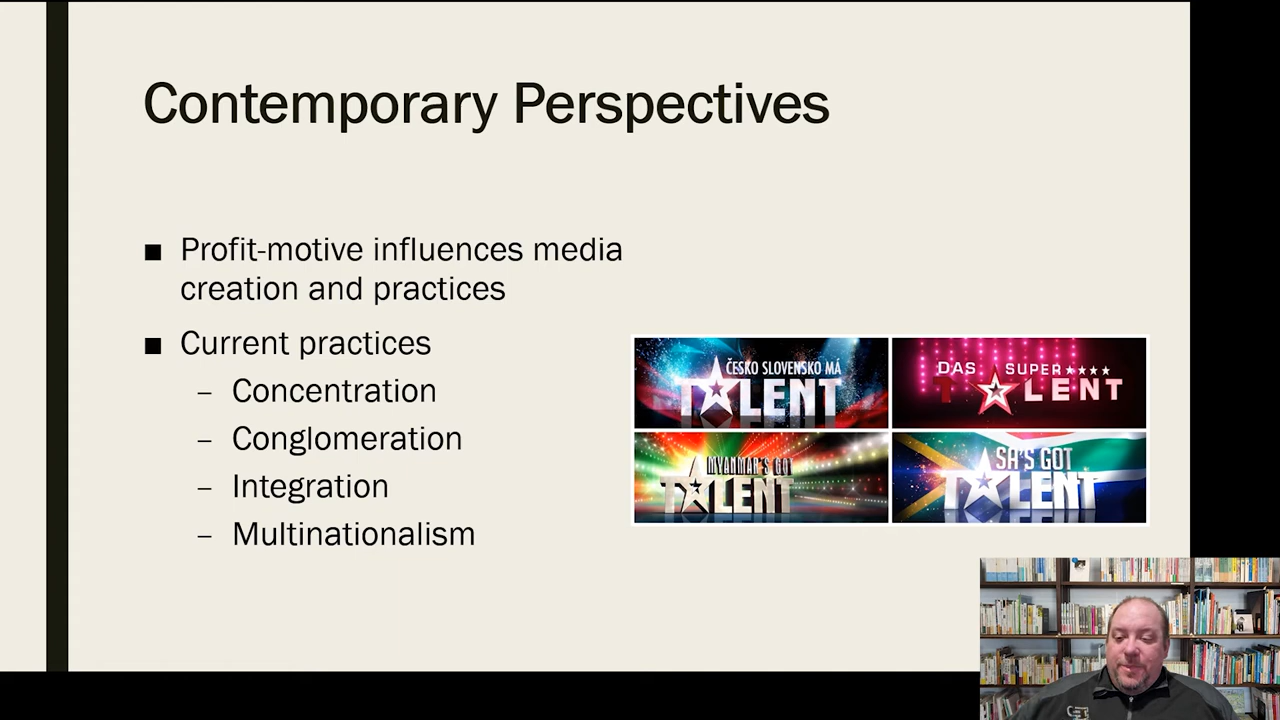 Contemporary Perspectives
■ Profit-motive influences media
creation and practices
■ Current practices
– Concentration
– Conglomeration
– Integration
– Multinationalism
ČESKO SLOVENSKO MÁ
TALENT
DAS SUPER
TALENT
MYANMAR'S GOT
TALENT
SA'S GOT
TALENT